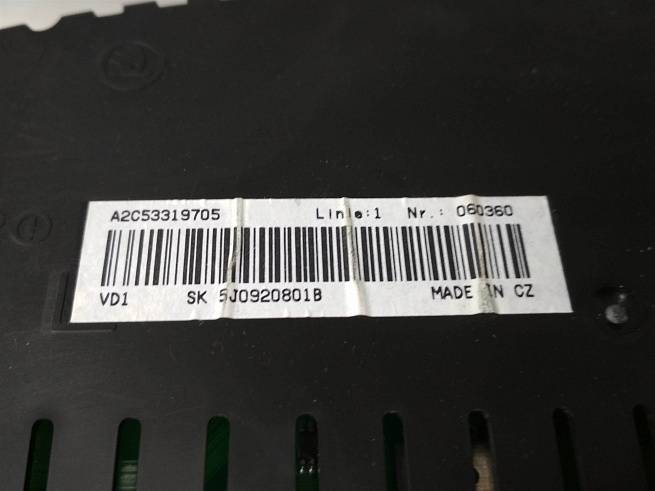 A2C53319705 Linie:1 Nr.: 060360
VD1 SK 5J0920801B MADE IN CZ